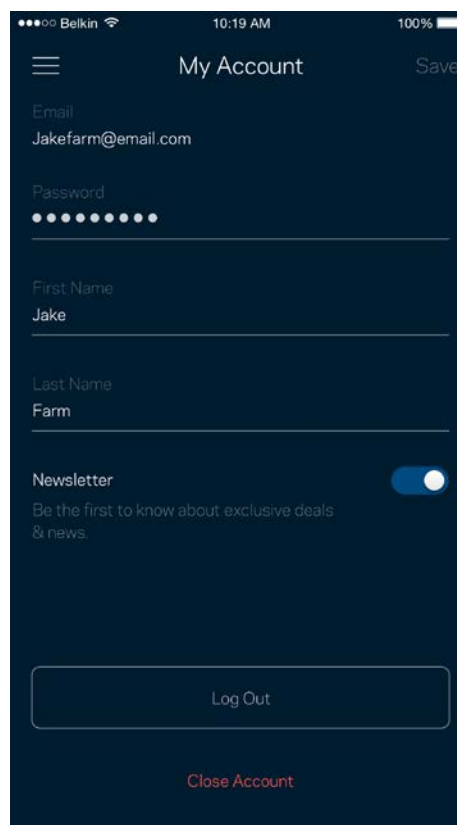 Belkin 10:19 AM 100%
My Account Save
Email
Jakefarm@email.com
Password
First Name
Jake
Last Name
Farm
Newsletter
Be the first to know about exclusive deals
& news.
Log Out
Close Account